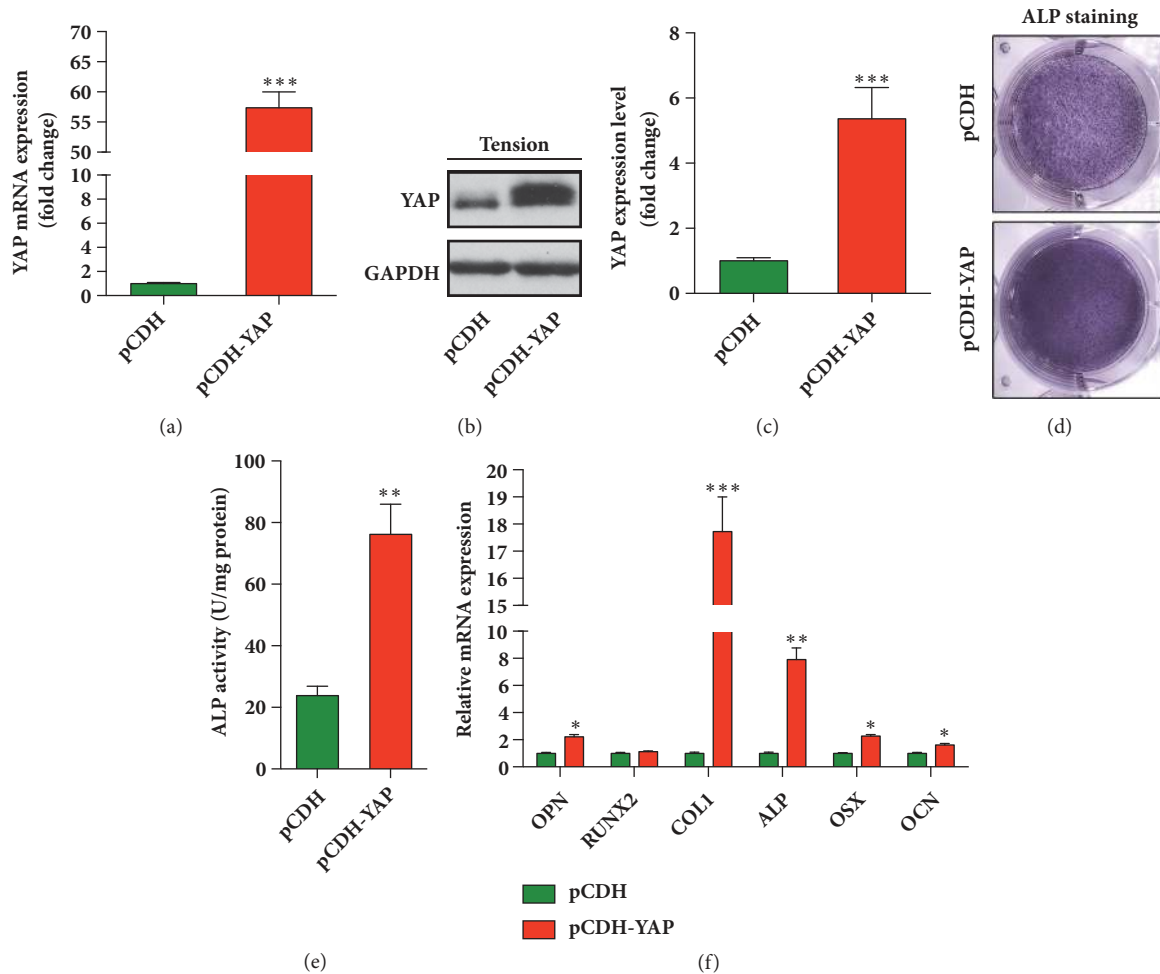 YAP mRNA expression
(fold change)
70
65
60
55
50
10
8
6
4
2
0
***
pCDH
pCDH-YAP
(a)
Tension
YAP
GAPDH
pCDH
pCDH-YAP
(b)
YAP expression level
(fold change)
8
6
4
2
0
***
pCDH
pCDH-YAP
(c)
ALP staining
pCDH
pCDH-YAP
(d)
ALP activity (U/mg protein)
100
80
60
40
20
0
**
pCDH
pCDH-YAP
(e)
Relative mRNA expression
20
19
18
17
16
15
10
8
6
4
2
0
*
***
**
*
*
OPN
RUNX2
COL1
ALP
OSX
OCN
pCDH
pCDH-YAP
(f)